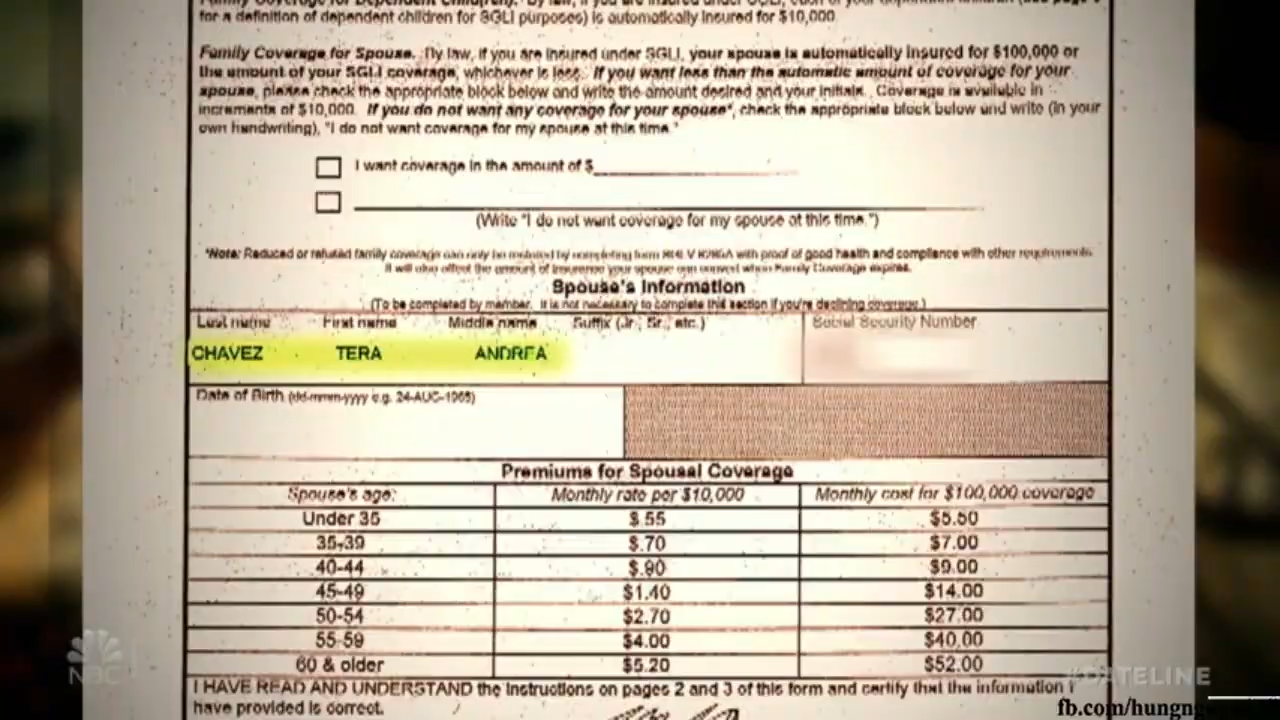 for a definition of dependent children for SGLI purposes) is automatically insured for $10,000.
Family Coverage for Spouse. By law, if you are insured under SGLI, your spouse is automatically insured for $100,000 or
the amount of your SGLI coverage, whichever is less. If you want less than the automatic amount of coverage for your
spouse, please check the appropriate block below and write the amount desired and your initials. Coverage is available in
increments of $10,000. If you do not want any coverage for your spouse*, check the appropriate block below and write (in your
own handwriting), "I do not want coverage for my spouse at this time."
I want coverage in the amount of $
(Write "I do not want coverage for my spouse at this time.")
*Note: Reduced or refused family coverage can only be restored by completing form with proof of good health and compliance with other requirements.
It will also affect the amount of insurance your spouse can convert when Family Coverage expires.
Spouse's Information
(To be completed by member. It is not necessary to complete this section if you're declining coverage.)
Last name First name Middle name Suffix (Jr., Sr., etc.) Social Security Number
CHAVEZ TERA ANDREA
Date of Birth (dd-mmm-yyyy e.g. 24-AUG-1965)
Premiums for Spousal Coverage
Spouse's age: Monthly rate per $10,000 Monthly cost for $100,000 coverage
Under 35 $.55 $5.50
35-39 $.70 $7.00
40-44 $.90 $9.00
45-49 $1.40 $14.00
50-54 $2.70 $27.00
55-59 $4.00 $40.00
60 & older $5.20 $52.00
I HAVE READ AND UNDERSTAND the instructions on pages 2 and 3 of this form and certify that the information I
have provided is correct.
NBC
#DATELINE